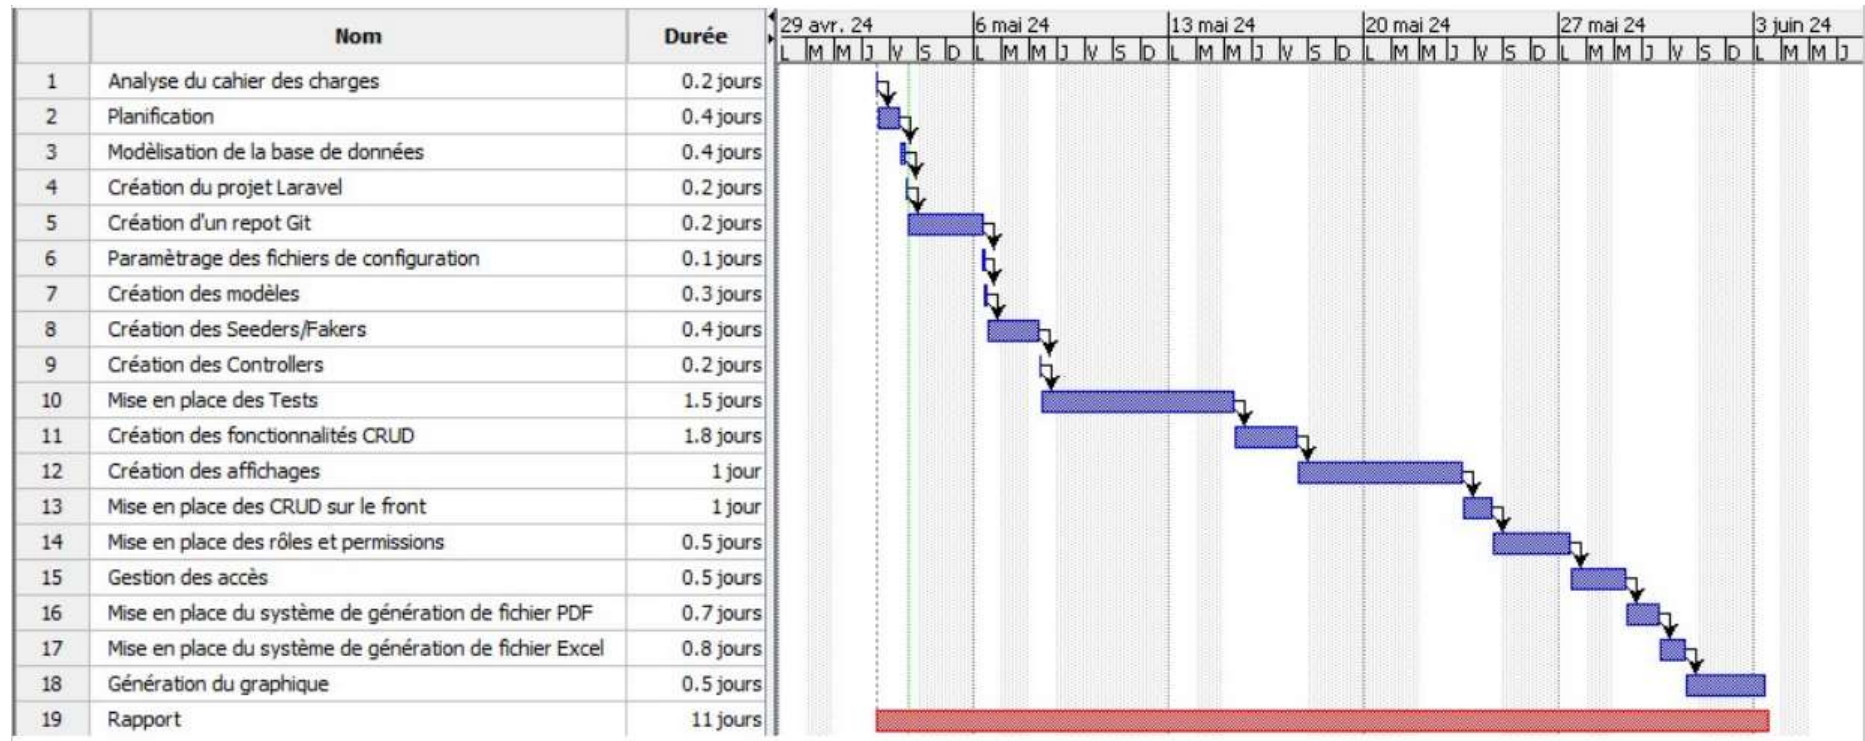 Nom Durée 29 avr. 24 6 mai 24 13 mai 24 20 mai 24 27 mai 24 3 juin 24
L M M J V S D L M M J V S D L M M J V S D L M M J V S D L M M J V S D L M M J
1 Analyse du cahier des charges 0.2 jours
2 Planification 0.4 jours
3 Modèlisation de la base de données 0.4 jours
4 Création du projet Laravel 0.2 jours
5 Création d'un repot Git 0.2 jours
6 Paramètrage des fichiers de configuration 0.1 jours
7 Création des modèles 0.3 jours
8 Création des Seeders/Fakers 0.4 jours
9 Création des Controllers 0.2 jours
10 Mise en place des Tests 1.5 jours
11 Création des fonctionnalités CRUD 1.8 jours
12 Création des affichages 1 jour
13 Mise en place des CRUD sur le front 1 jour
14 Mise en place des rôles et permissions 0.5 jours
15 Gestion des accès 0.5 jours
16 Mise en place du système de génération de fichier PDF 0.7 jours
17 Mise en place du système de génération de fichier Excel 0.8 jours
18 Génération du graphique 0.5 jours
19 Rapport 11 jours